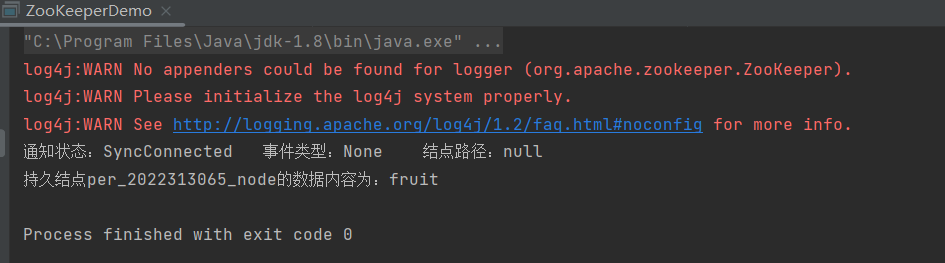 ZooKeeperDemo
"C:\Program Files\Java\jdk-1.8\bin\java.exe" ...
log4j:WARN No appenders could be found for logger (org.apache.zookeeper.ZooKeeper).
log4j:WARN Please initialize the log4j system properly.
log4j:WARN See http://logging.apache.org/log4j/1.2/faq.html#noconfig for more info.
通知状态：SyncConnected   事件类型：None    结点路径：null
持久结点per_2022313065_node的数据内容为：fruit
Process finished with exit code 0